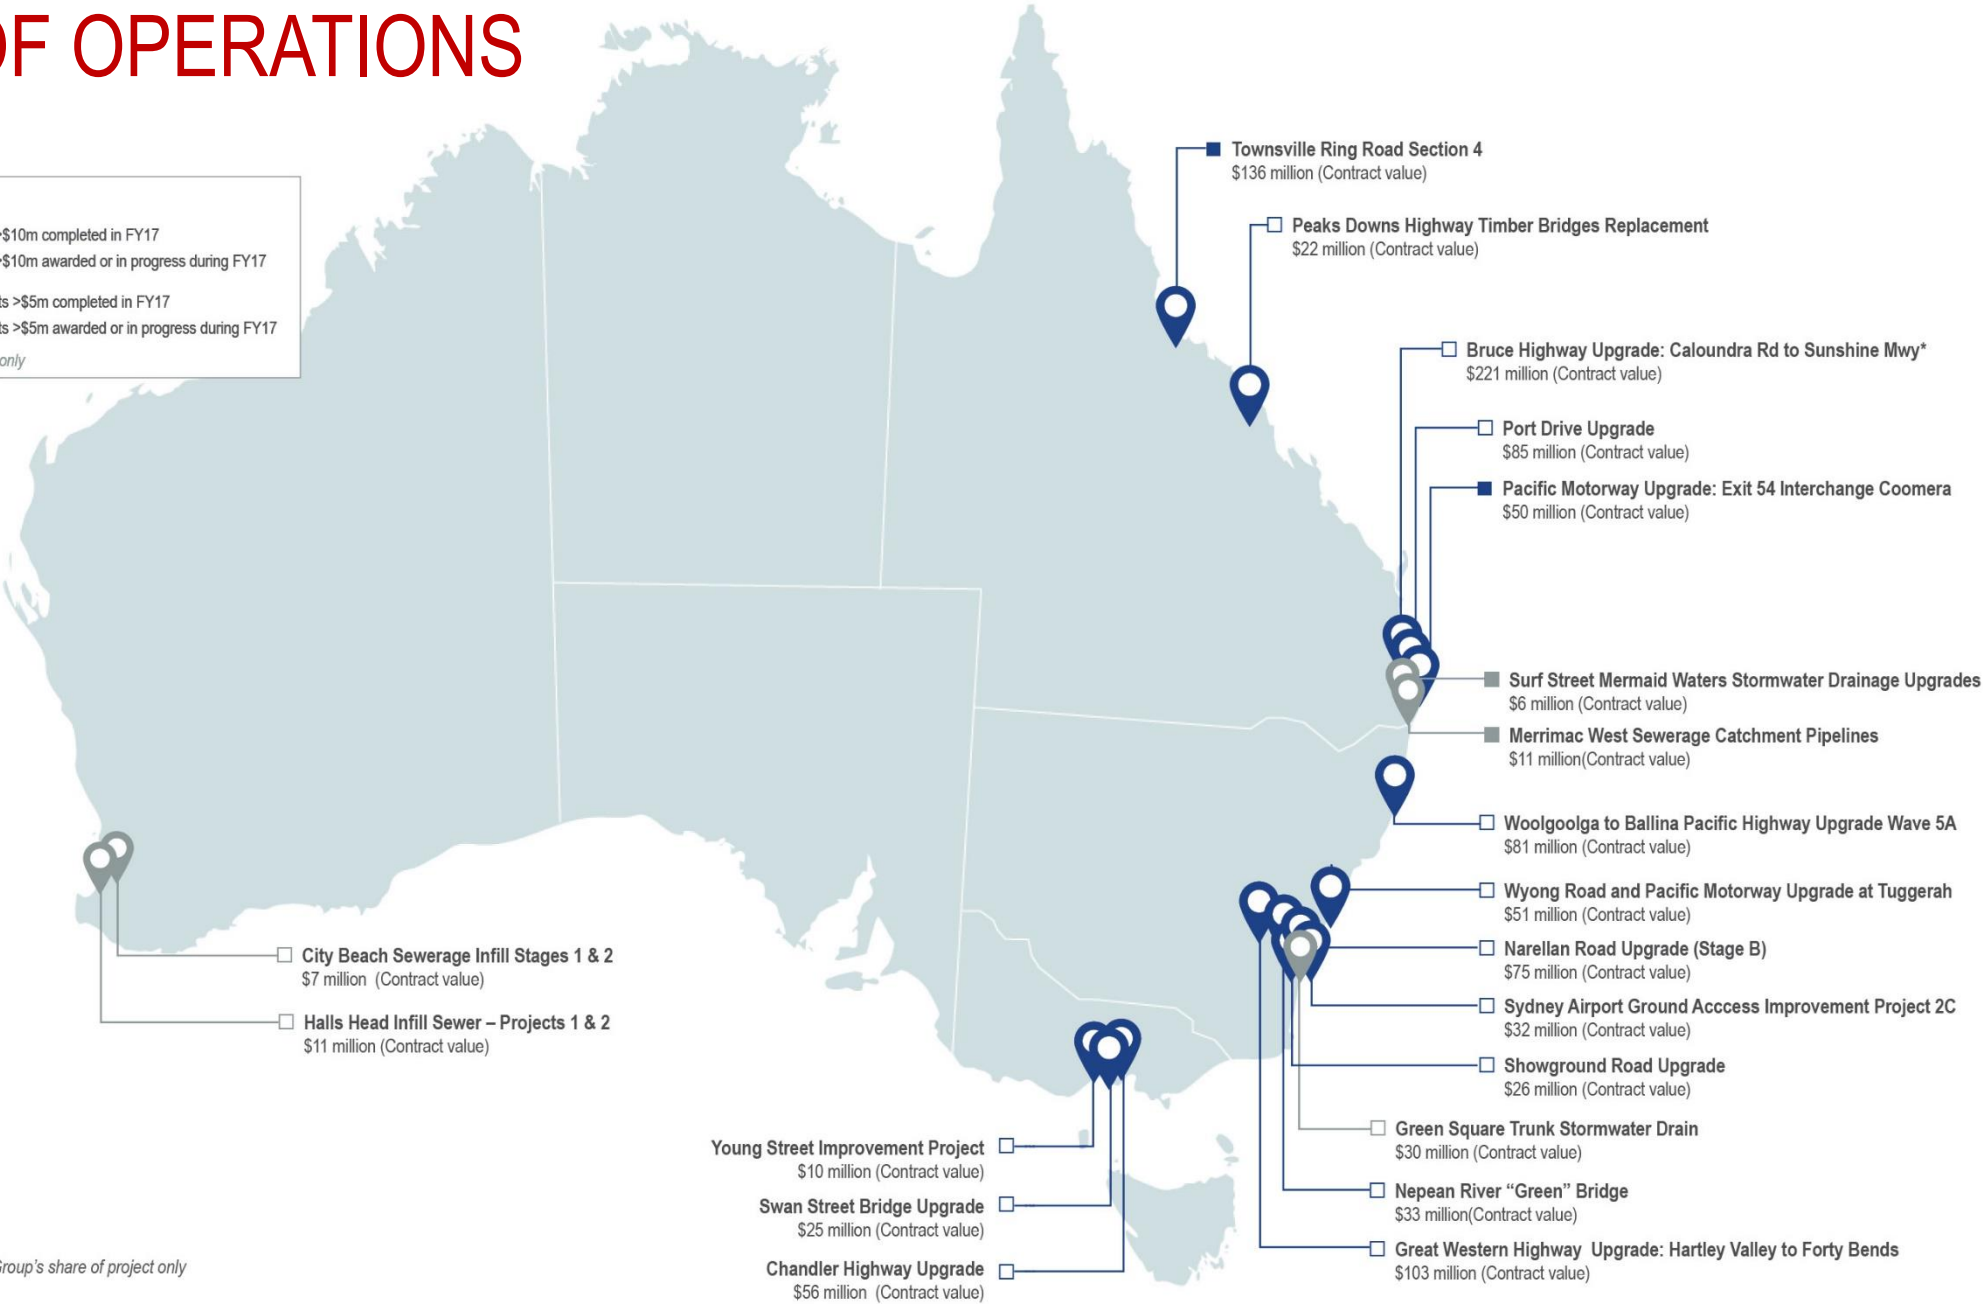 OF OPERATIONS
>$10m completed in FY17
>$10m awarded or in progress during FY17
ts >$5m completed in FY17
ts >$5m awarded or in progress during FY17
only
Townsville Ring Road Section 4
$136 million (Contract value)
Peaks Downs Highway Timber Bridges Replacement
$22 million (Contract value)
Bruce Highway Upgrade: Caloundra Rd to Sunshine Mwy*
$221 million (Contract value)
Port Drive Upgrade
$85 million (Contract value)
Pacific Motorway Upgrade: Exit 54 Interchange Coomera
$50 million (Contract value)
Surf Street Mermaid Waters Stormwater Drainage Upgrades
$6 million (Contract value)
Merrimac West Sewerage Catchment Pipelines
$11 million(Contract value)
Woolgoolga to Ballina Pacific Highway Upgrade Wave 5A
$81 million (Contract value)
Wyong Road and Pacific Motorway Upgrade at Tuggerah
$51 million (Contract value)
Narellan Road Upgrade (Stage B)
$75 million (Contract value)
Sydney Airport Ground Acccess Improvement Project 2C
$32 million (Contract value)
Showground Road Upgrade
$26 million (Contract value)
Green Square Trunk Stormwater Drain
$30 million (Contract value)
Nepean River “Green” Bridge
$33 million(Contract value)
Great Western Highway  Upgrade: Hartley Valley to Forty Bends
$103 million (Contract value)
City Beach Sewerage Infill Stages 1 & 2
$7 million  (Contract value)
Halls Head Infill Sewer – Projects 1 & 2
$11 million (Contract value)
Young Street Improvement Project
$10 million (Contract value)
Swan Street Bridge Upgrade
$25 million (Contract value)
Chandler Highway Upgrade
$56 million  (Contract value)
Group's share of project only